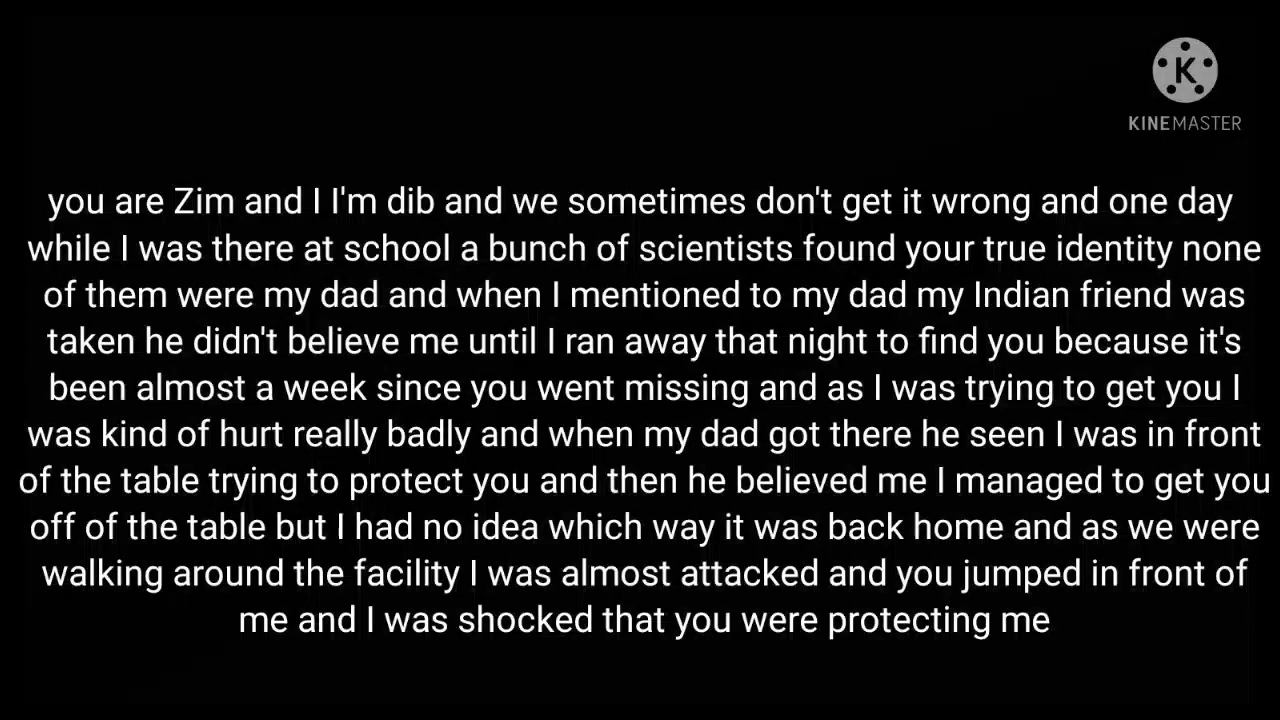 K
KINEMASTER
you are Zim and I I'm dib and we sometimes don't get it wrong and one day
while I was there at school a bunch of scientists found your true identity none
of them were my dad and when I mentioned to my dad my Indian friend was
taken he didn't believe me until I ran away that night to find you because it's
been almost a week since you went missing and as I was trying to get you I
was kind of hurt really badly and when my dad got there he seen I was in front
of the table trying to protect you and then he believed me I managed to get you
off of the table but I had no idea which way it was back home and as we were
walking around the facility I was almost attacked and you jumped in front of
me and I was shocked that you were protecting me